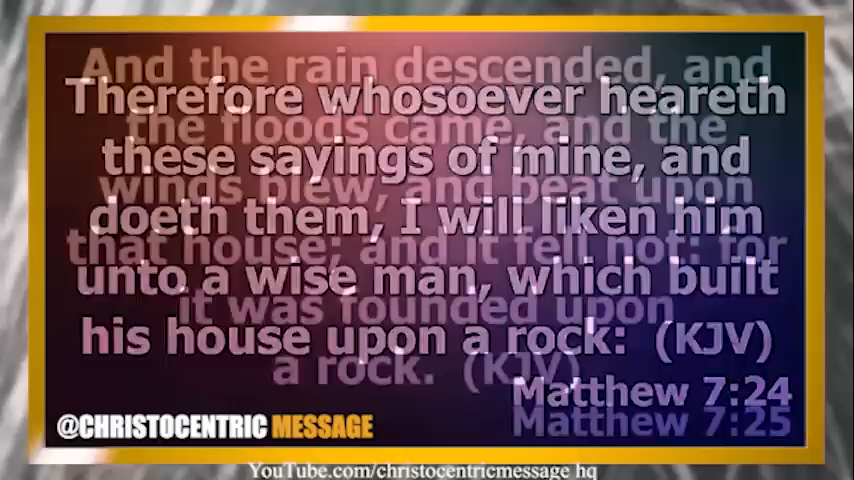 Therefore whosoever heareth
these sayings of mine, and
doeth them, I will liken him
unto a wise man, which built
his house upon a rock: (KJV)
Matthew 7:24
And the rain descended, and
the floods came, and the
winds blew, and beat upon
that house; and it fell not: for
it was founded upon
a rock. (KJV)
Matthew 7:25
@CHRISTOCENTRIC MESSAGE
YouTube.com/christocentricmessage hq